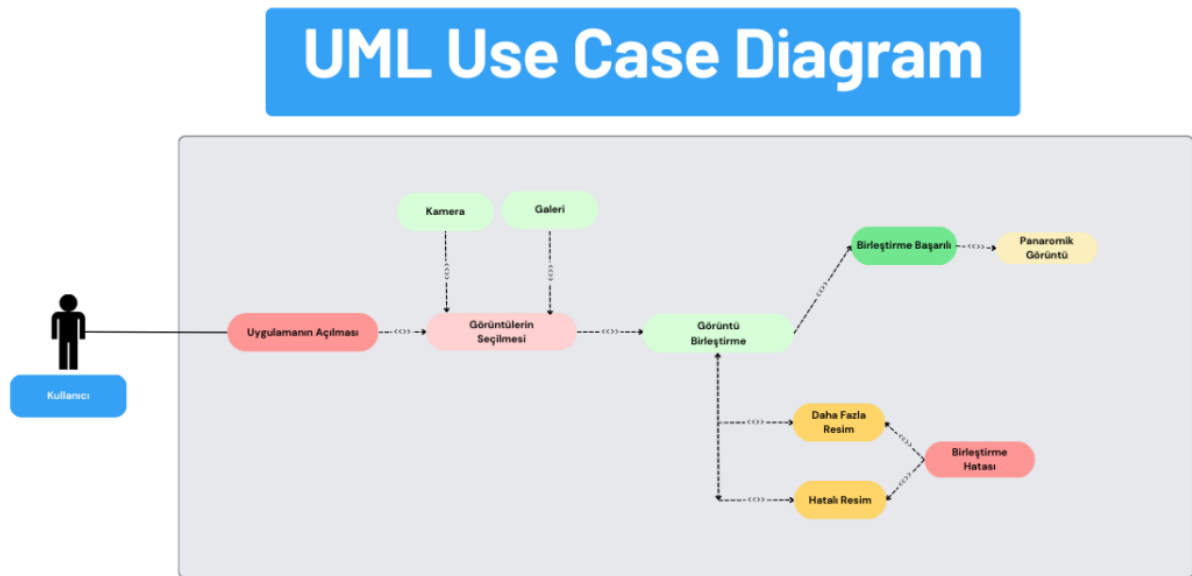 UML Use Case Diagram
Kamera
Galeri
Birleştirme Başarılı
<<>>
Panaromik
Görüntü
<<>>
<<>>
<<>>
Uygulamanın Açılması
<<>>
Görüntülerin
Seçilmesi
<<>>
Görüntü
Birleştirme
Kullanıcı
<<>>
Daha Fazla
Resim
<<>>
Birleştirme
Hatası
<<>>
<<>>
Hatalı Resim